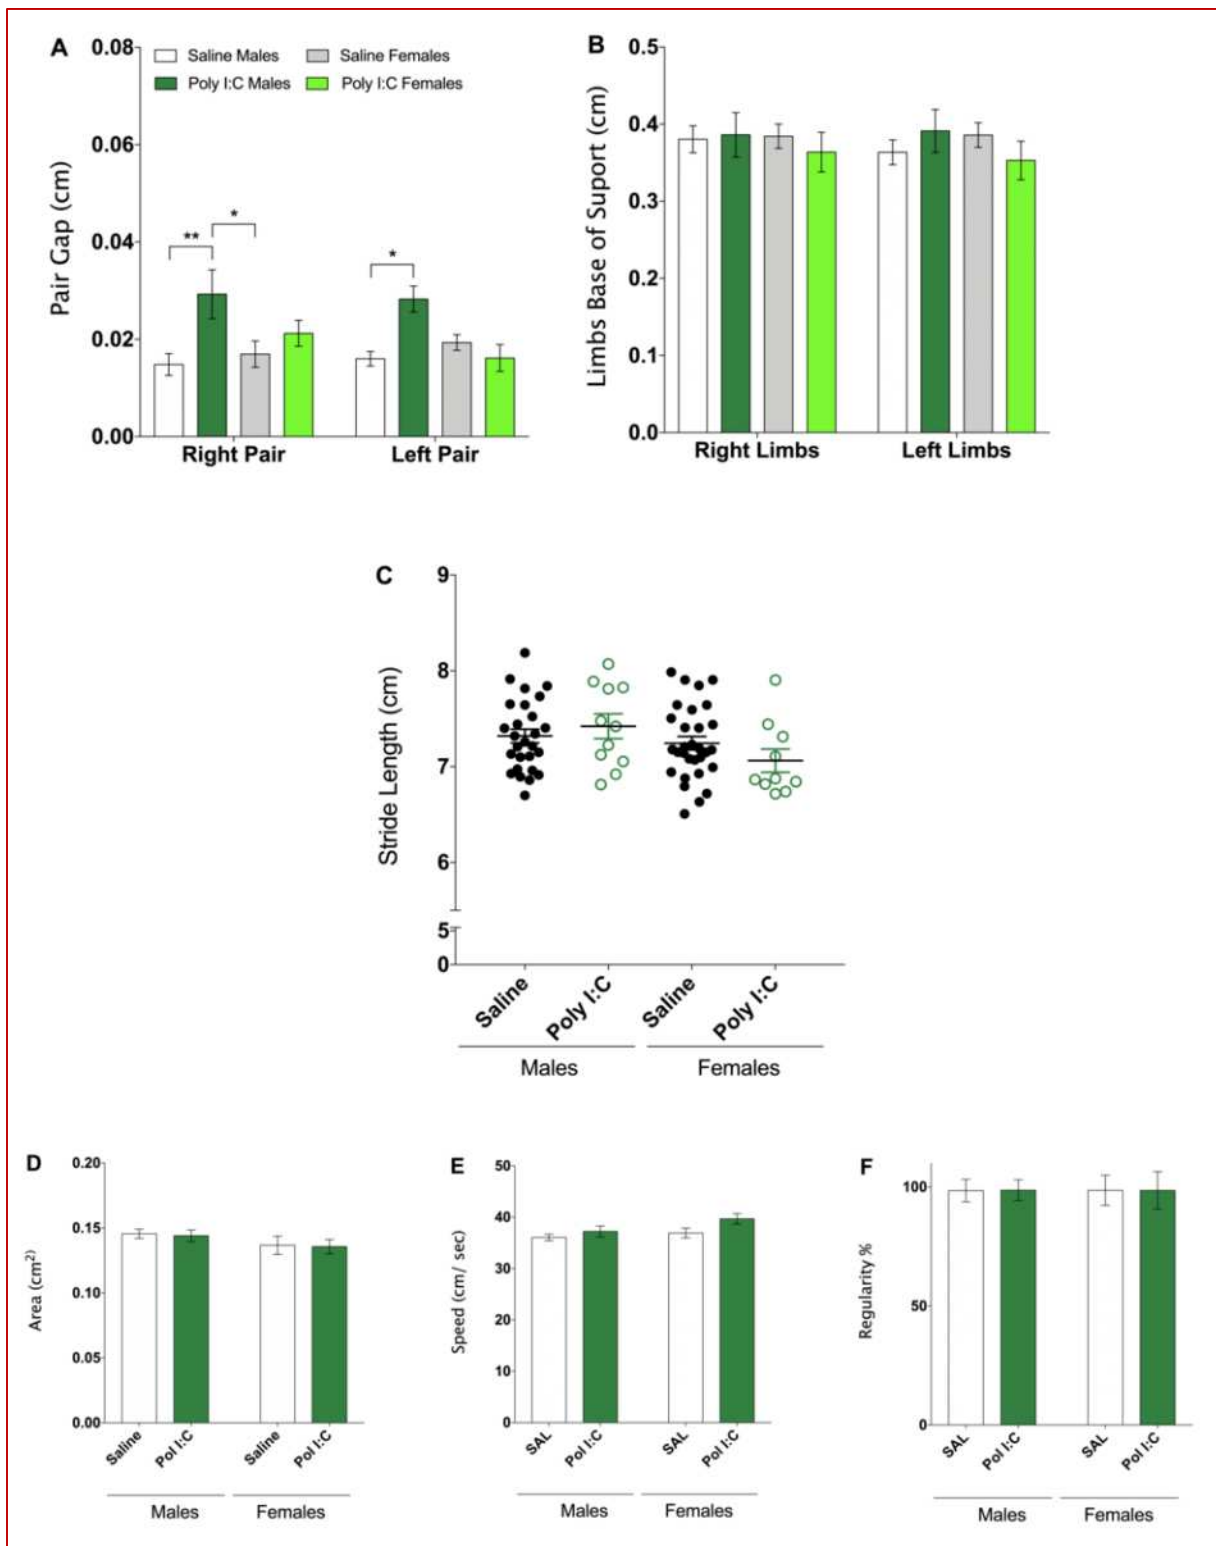 A
0.08
0.06
0.04
0.02
0.00
Pair Gap (cm)
Saline Males
Saline Females
Poly I:C Males
Poly I:C Females
**
*
*
Right Pair
Left Pair
B
0.5
0.4
0.3
0.2
0.1
0.0
Limbs Base of Suport (cm)
Right Limbs
Left Limbs
C
9
8
7
6
5
0
Stride Length (cm)
Saline
Poly I:C
Saline
Poly I:C
Males
Females
D
0.20
0.15
0.10
0.05
0.00
Area (cm²)
Saline
Pol I:C
Saline
Pol I:C
Males
Females
E
50
40
30
20
10
0
Speed (cm/ sec)
SAL
Pol I:C
SAL
Pol I:C
Males
Females
F
100
50
0
Regularity %
SAL
Pol I:C
SAL
Pol I:C
Males
Females